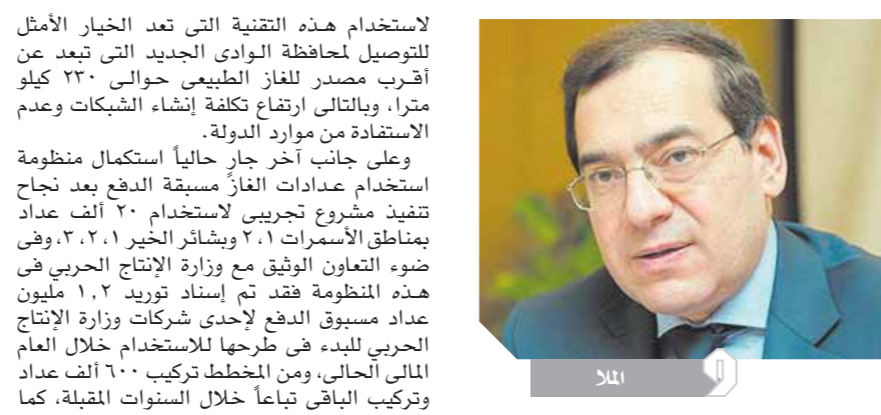 لاستخدام هذه التقنية التى تعد الخيار الأمثل
للتوصيل لمحافظة الوادى الجديد التى تبعد عن
أقرب مصدر للغاز الطبيعى حوالى ٢٣٠ كيلو
مترا، وبالتالى ارتفاع تكلفة إنشاء الشبكات وعدم
الاستفادة من موارد الدولة.
وعلى جانب آخر جارٍ حالياً استكمال منظومة
استخدام عدادات الغاز مسبقة الدفع بعد نجاح
تنفيذ مشروع تجريبى لاستخدام ٢٠ ألف عداد
بمناطق الأسمرات ١،٢ وبشائر الخير ١،٢،٣، وفى
ضوء التعاون الوثيق مع وزارة الإنتاج الحربي فى
هذه المنظومة فقد تم إسناد توريد ١,٢ مليون
عداد مسبوق الدفع لإحدى شركات وزارة الإنتاج
الحربي للبدء فى طرحها للاستخدام خلال العام
المالى الحالى، ومن المخطط تركيب ٦٠٠ ألف عداد
وتركيب الباقى تباعاً خلال السنوات المقبلة، كما
الملا